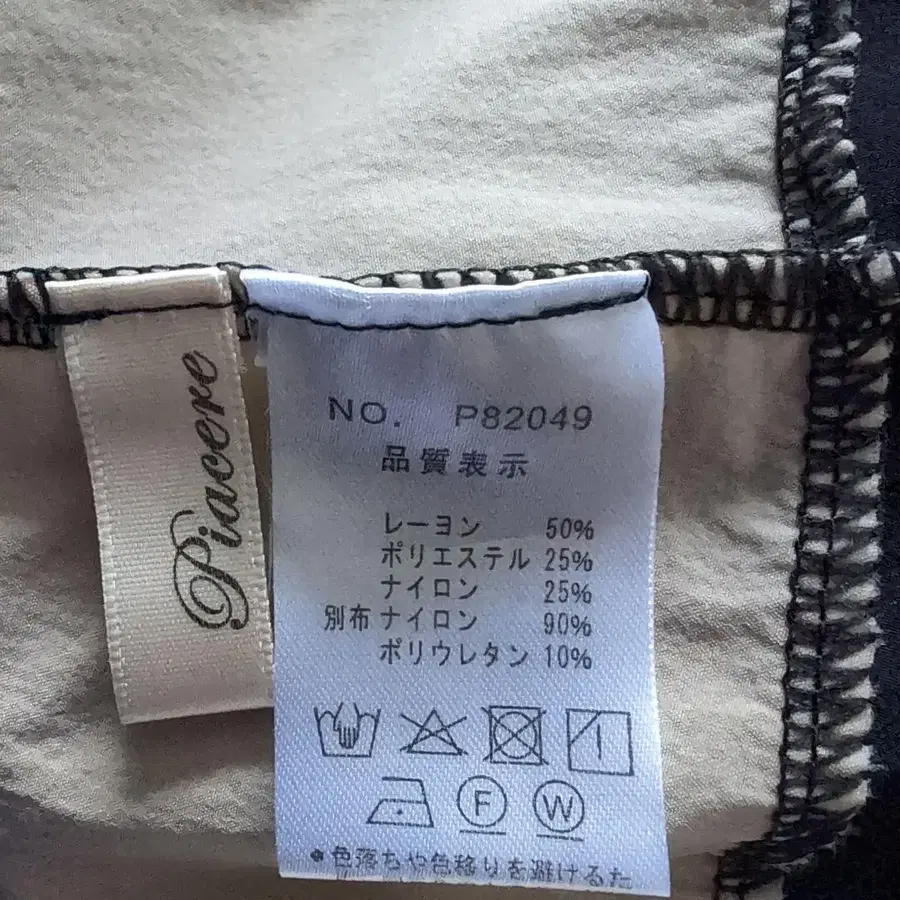 Piacere
NO. P82049
品質表示
レーヨン 50%
ポリエステル 25%
ナイロン 25%
別布ナイロン 90%
ポリウレタン 10%
F W
●色落ちや色移りを避けるた